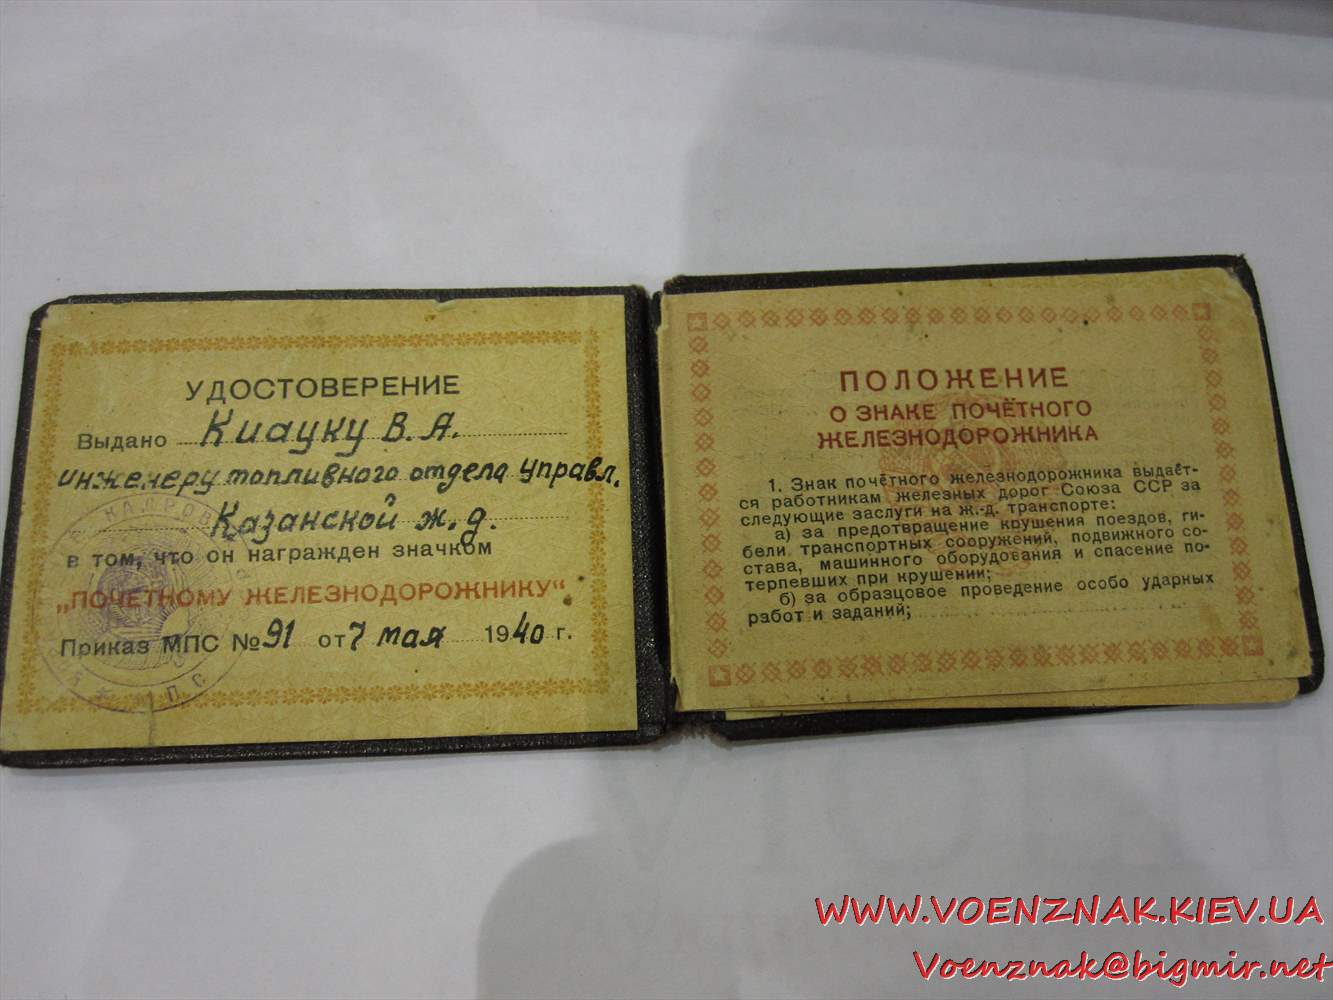 УДОСТОВЕРЕНИЕ
Выдано Киауку В. А.
инженеру топливного отдела управл.
Казанской ж. д.
в том, что он награжден значком
„ПОЧЕТНОМУ ЖЕЛЕЗНОДОРОЖНИКУ“
Приказ МПС № 91 от 7 мая 1940 г.
ПОЛОЖЕНИЕ
О ЗНАКЕ ПОЧЁТНОГО
ЖЕЛЕЗНОДОРОЖНИКА
1. Знак почётного железнодорожника выдаёт-
ся работникам железных дорог Союза ССР за
следующие заслуги на ж.-д. транспорте:
а) за предотвращение крушения поездов, ги-
бели транспортных сооружений, подвижного со-
става, машинного оборудования и спасение по-
терпевших при крушении;
б) за образцовое проведение особо ударных
работ и заданий;
WWW.VOENZNAK.KIEV.UA
Voenznak@bigmir.net